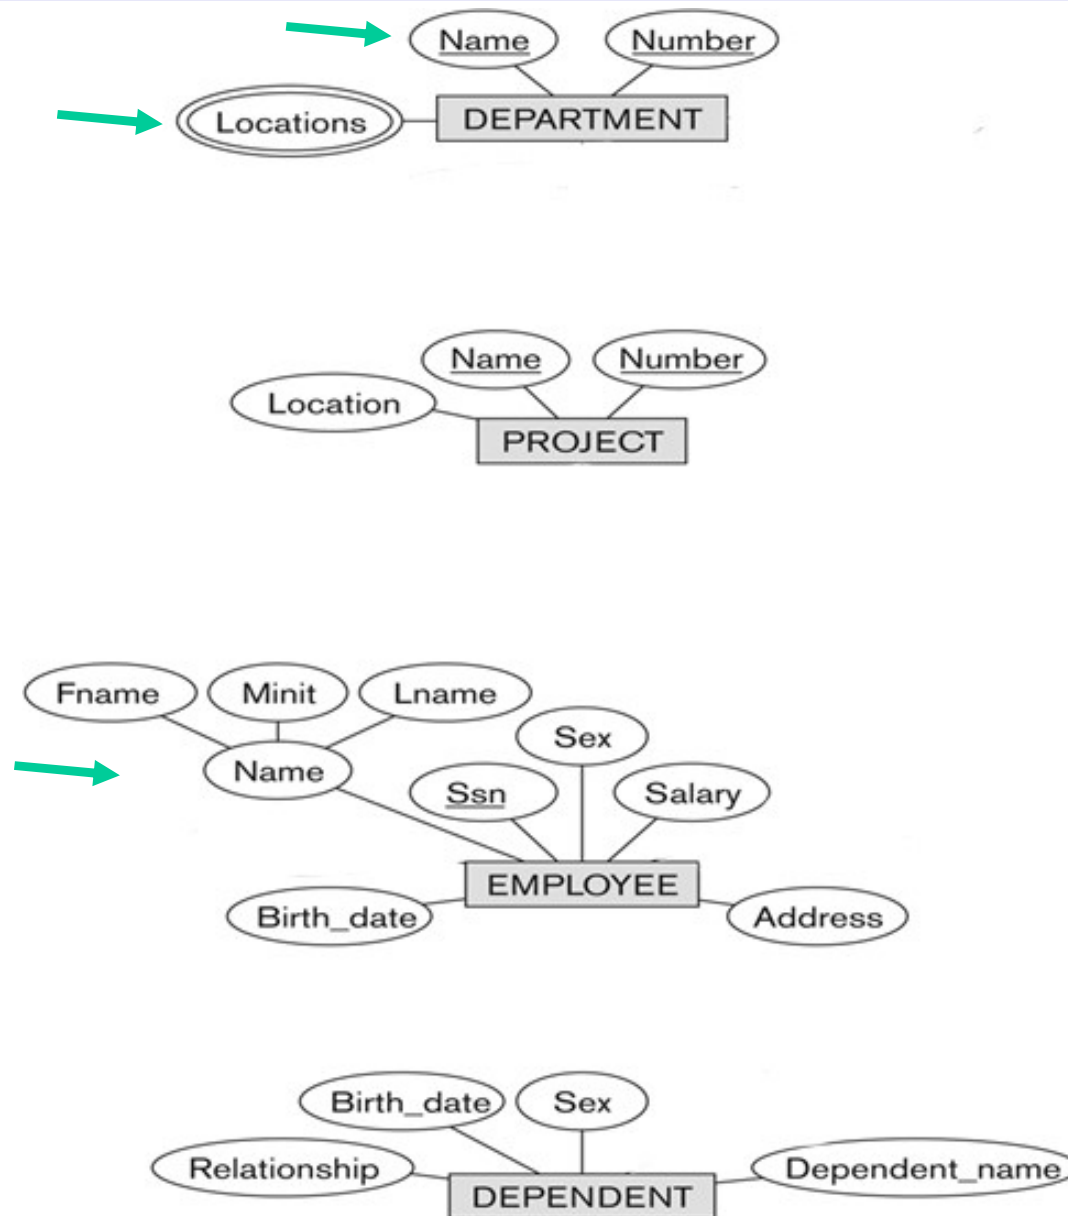 Name Number
Locations DEPARTMENT
Name Number
Location
PROJECT
Fname Minit Lname
Sex
Name
Ssn Salary
EMPLOYEE
Birth_date Address
Birth_date Sex
Relationship Dependent_name
DEPENDENT